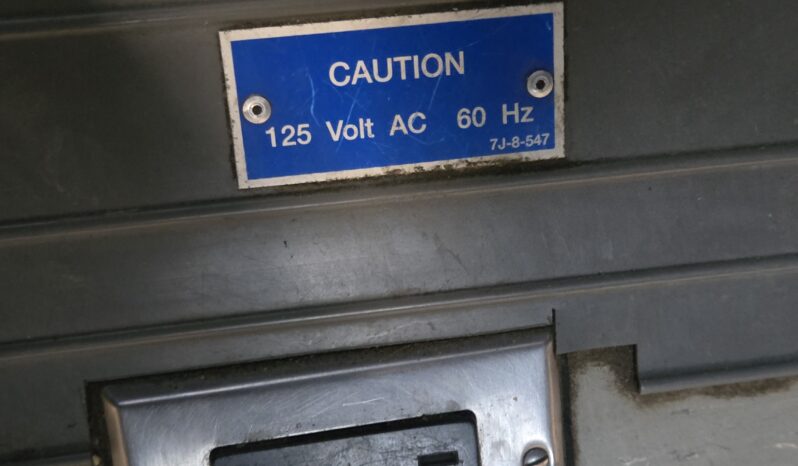 CAUTION
125 Volt AC 60 Hz
7J-8-547